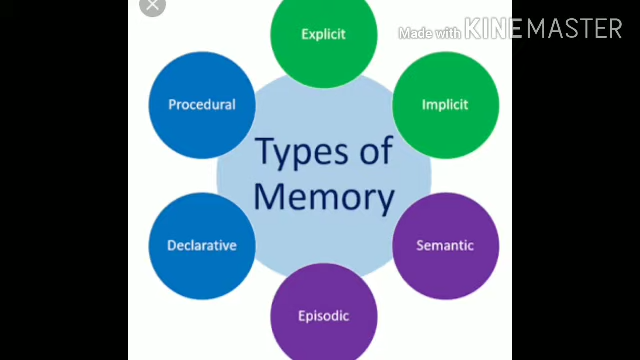 Explicit
Made with KINEMASTER
Procedural
Implicit
Types of
Memory
Declarative
Semantic
Episodic